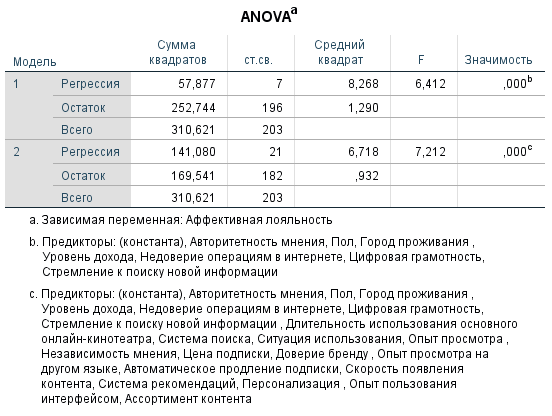 ANOVAa
Модель Сумма квадратов ст.св. Средний квадрат F Значимость
1 Регрессия 57,877 7 8,268 6,412 ,000b
Остаток 252,744 196 1,290
Всего 310,621 203
2 Регрессия 141,080 21 6,718 7,212 ,000c
Остаток 169,541 182 ,932
Всего 310,621 203
a. Зависимая переменная: Аффективная лояльность
b. Предикторы: (константа), Авторитетность мнения, Пол, Город проживания ,
Уровень дохода, Недоверие операциям в интернете, Цифровая грамотность,
Стремление к поиску новой информации
c. Предикторы: (константа), Авторитетность мнения, Пол, Город проживания ,
Уровень дохода, Недоверие операциям в интернете, Цифровая грамотность,
Стремление к поиску новой информации , Длительность использования основного
онлайн-кинотеатра, Система поиска, Ситуация использования, Опыт просмотра ,
Независимость мнения, Цена подписки, Доверие бренду , Опыт просмотра на
другом языке, Автоматическое продление подписки, Скорость появления
контента, Система рекомендаций, Персонализация , Опыт пользования
интерфейсом, Ассортимент контента